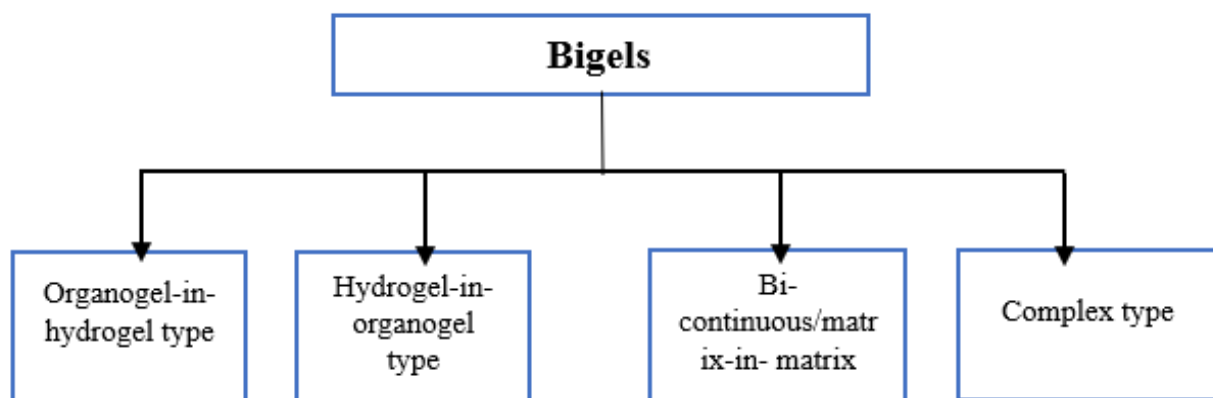 Bigels
Organogel-in-
hydrogel type
Hydrogel-in-
organogel
type
Bi-
continuous/matr
ix-in- matrix
Complex type